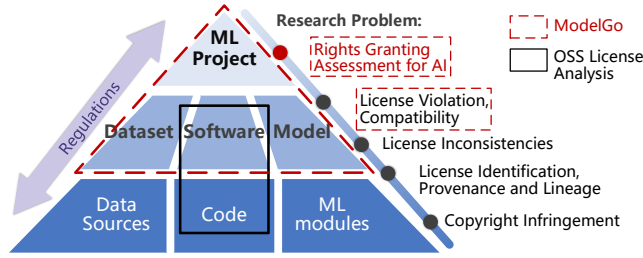 Research Problem:
ML
Project
Rights Granting
Assessment for AI
ModelGo
OSS License
Analysis
Regulations
Dataset
Software
Model
License Violation,
Compatibility
License Inconsistencies
License Identification,
Provenance and Lineage
Data
Sources
Code
ML
modules
Copyright Infringement